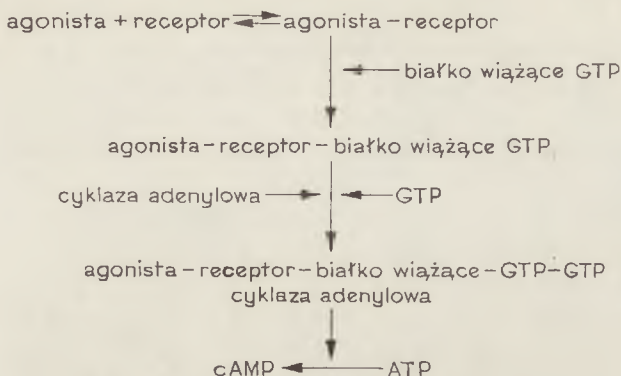 agonista + receptor ⇌ agonista – receptor
białko wiążące GTP
agonista – receptor – białko wiążące GTP
cyklaza adenylowa → ← GTP
agonista – receptor – białko wiążące – GTP – GTP
cyklaza adenylowa
cAMP ← ATP